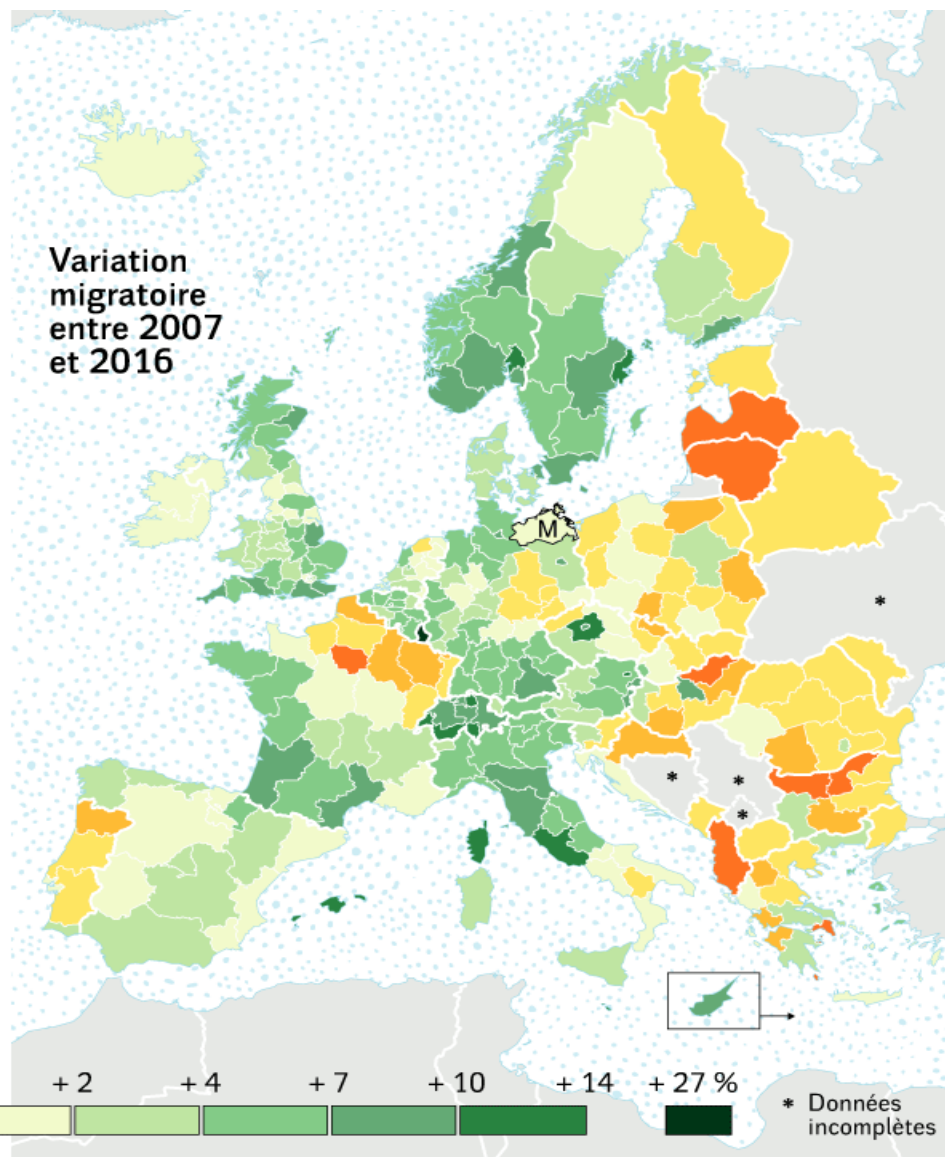 Variation
migratoire
entre 2007
et 2016
M
*
*
*
*
+ 2 + 4 + 7 + 10 + 14 + 27 %
* Données
incomplètes